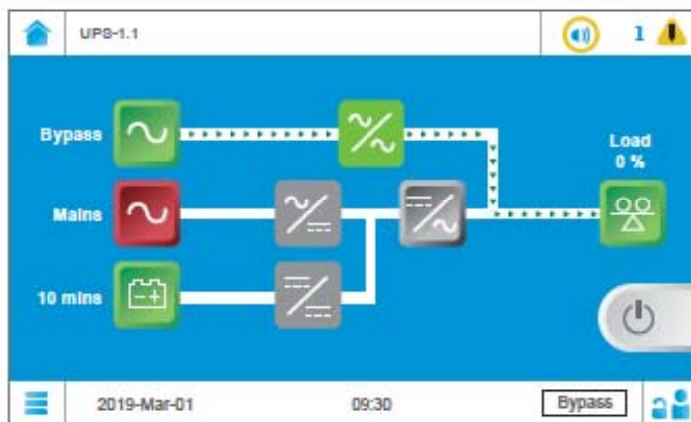 UPS-1.1
1
Bypass
Load
0 %
Mains
10 mins
2019-Mar-01
09:30
Bypass